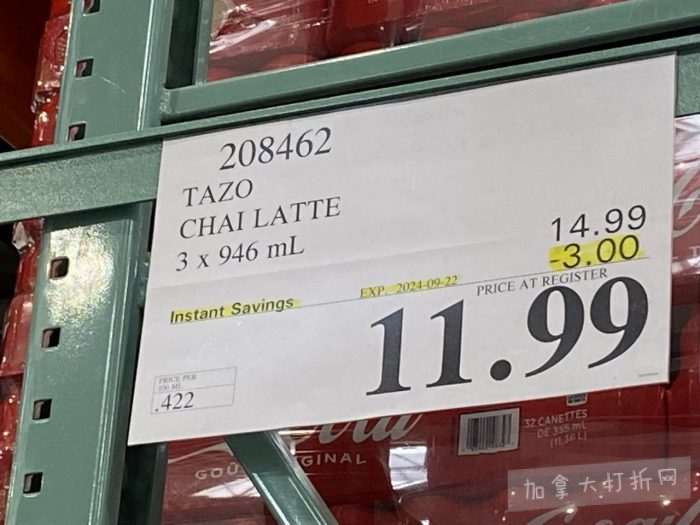 208462
TAZO
CHAI LATTE
3 x 946 mL
14.99
-3.00
Instant Savings
EXP. 2024-09-22
PRICE AT REGISTER
11.99
PRICE PER
100 ML
.422
32 CANETTES
DE 355 mL
(11,36 L)
GOÛT ORIGINAL
加拿大打折网